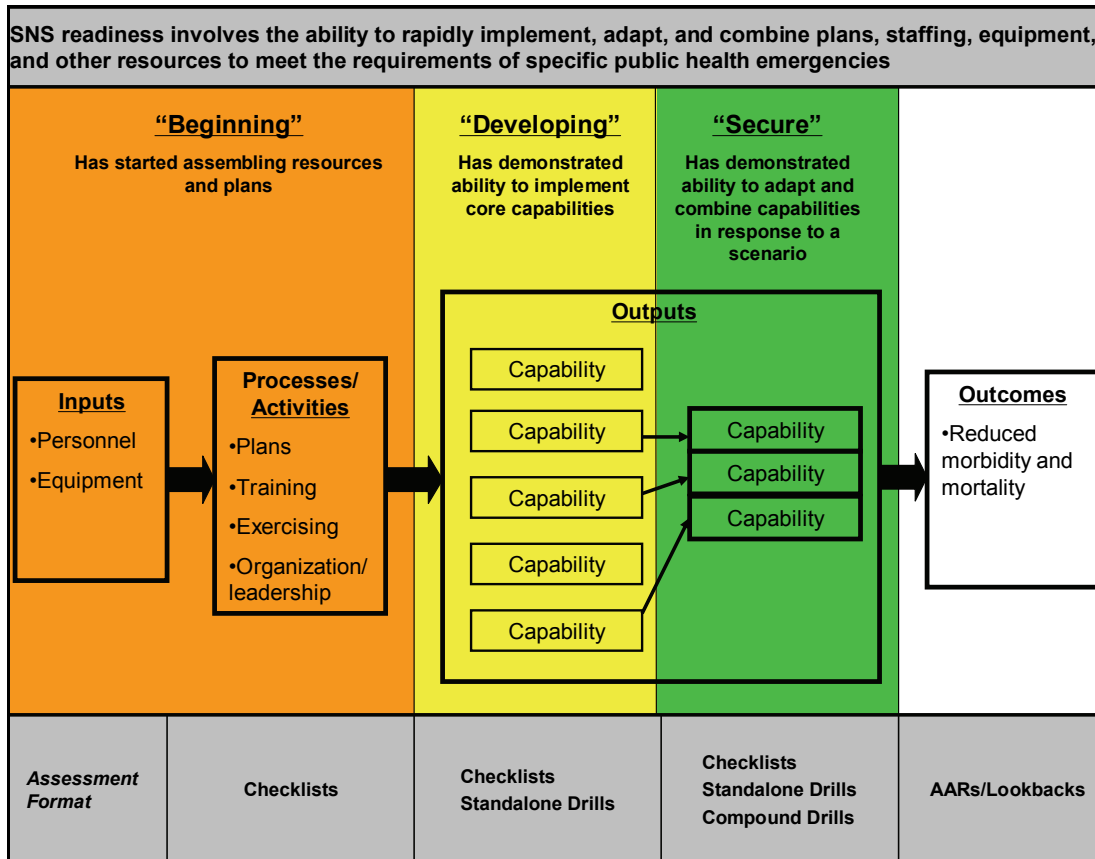 SNS readiness involves the ability to rapidly implement, adapt, and combine plans, staffing, equipment,
and other resources to meet the requirements of specific public health emergencies
“Beginning”
Has started assembling resources
and plans
“Developing”
Has demonstrated
ability to implement
core capabilities
“Secure”
Has demonstrated
ability to adapt and
combine capabilities
in response to a
scenario
Inputs
•Personnel
•Equipment
Processes/
Activities
•Plans
•Training
•Exercising
•Organization/
leadership
Outputs
Capability
Capability
Capability
Capability
Capability
Capability
Capability
Capability
Outcomes
•Reduced
morbidity and
mortality
Assessment
Format
Checklists
Checklists
Standalone Drills
Checklists
Standalone Drills
Compound Drills
AARs/Lookbacks